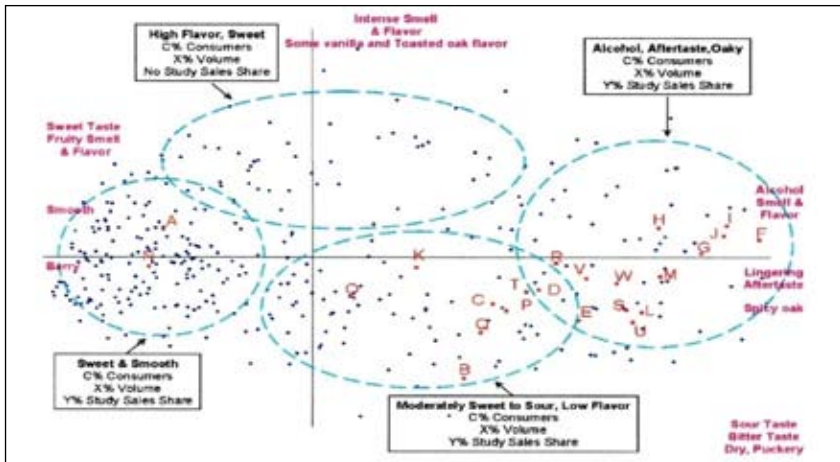 Intense Smell
& Flavor
Some vanilla and Toasted oak flavor
High Flavor, Sweet
C% Consumers
X% Volume
No Study Sales Share
Alcohol, Aftertaste,Oaky
C% Consumers
X% Volume
Y% Study Sales Share
Sweet Taste
Fruity Smell
& Flavor
Smooth
Berry
A
N
K
Q
C
O
B
T
P
D
R
V
E
W
S
L
U
M
H
G
J
I
F
Alcohol
Smell &
Flavor
Lingering
Aftertaste
Spicy oak
Sweet & Smooth
C% Consumers
X% Volume
Y% Study Sales Share
Moderately Sweet to Sour, Low Flavor
C% Consumers
X% Volume
Y% Study Sales Share
Sour Taste
Bitter Taste
Dry, Puckery